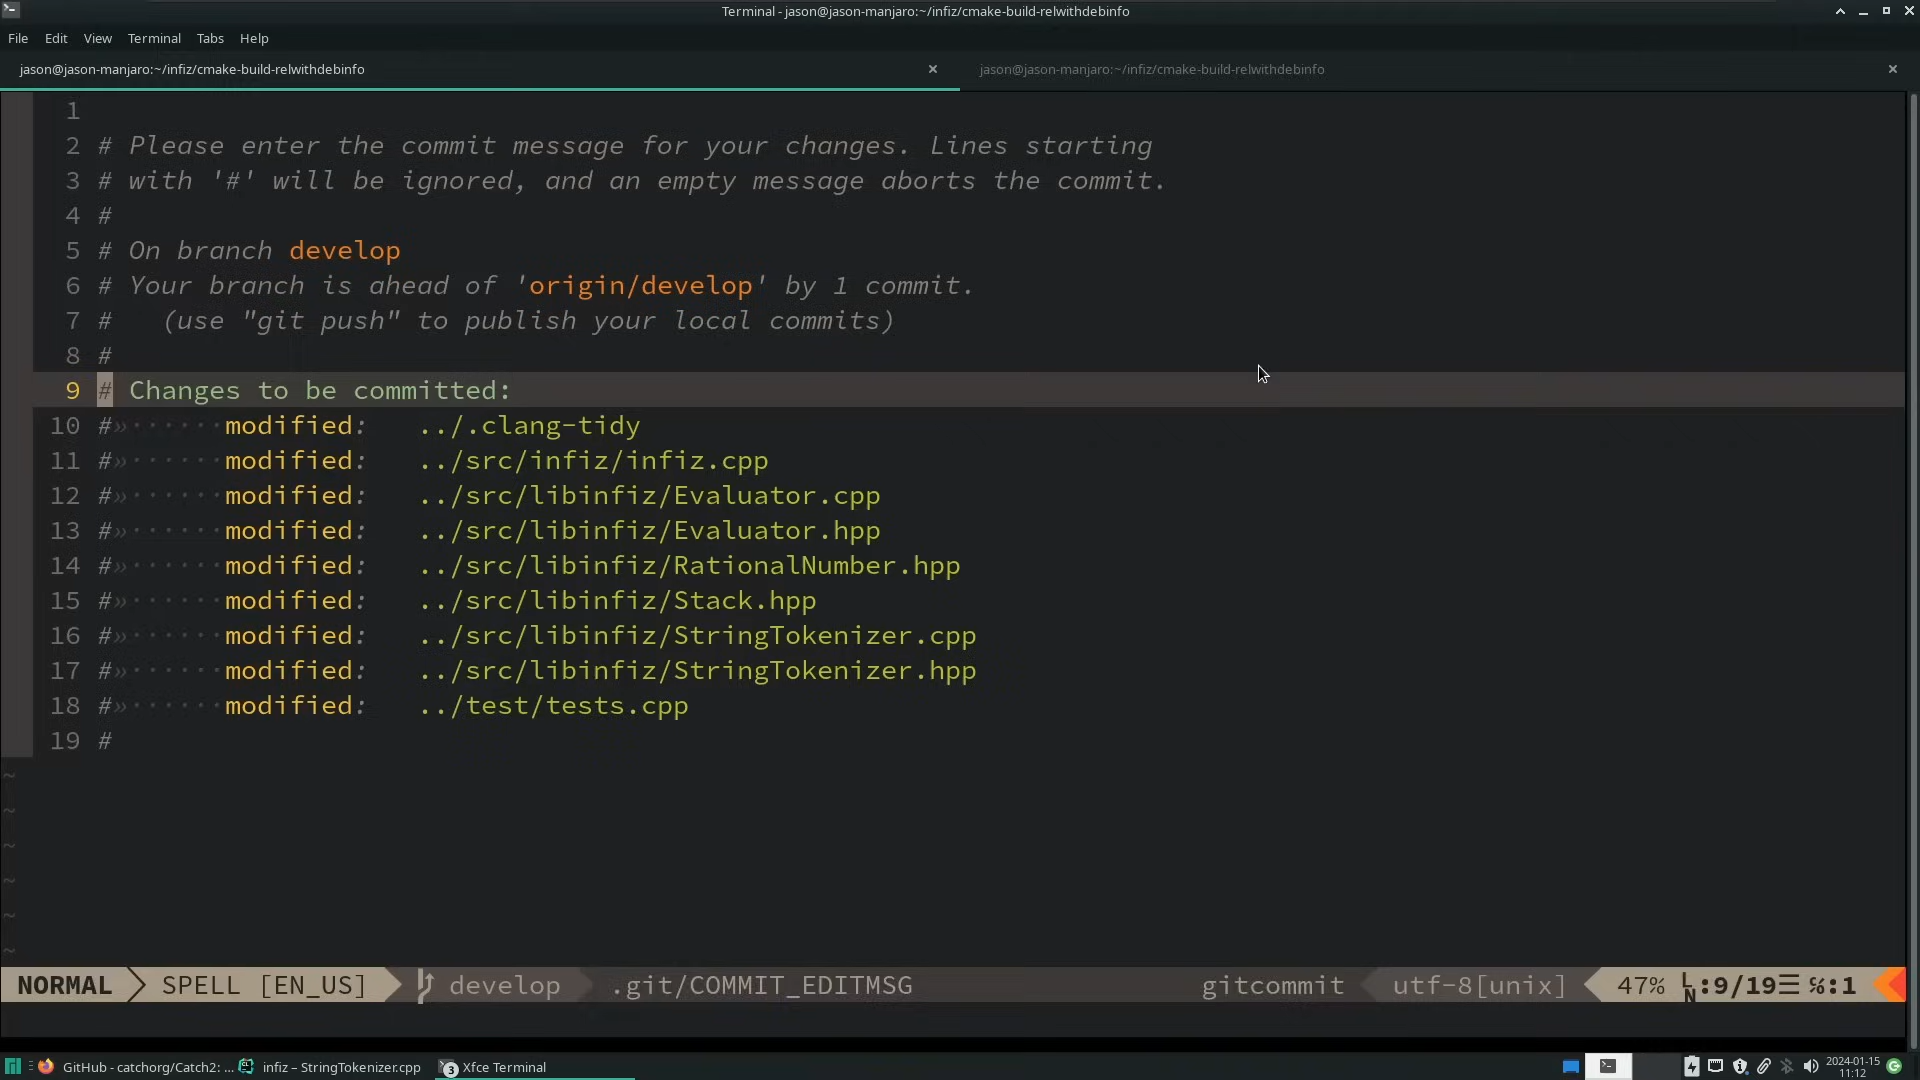 Terminal - jason@jason-manjaro:~/infiz/cmake-build-relwithdebinfo
File Edit View Terminal Tabs Help
jason@jason-manjaro:~/infiz/cmake-build-relwithdebinfo jason@jason-manjaro:~/infiz/cmake-build-relwithdebinfo
1
2 # Please enter the commit message for your changes. Lines starting
3 # with '#' will be ignored, and an empty message aborts the commit.
4 #
5 # On branch develop
6 # Your branch is ahead of 'origin/develop' by 1 commit.
7 #   (use "git push" to publish your local commits)
8 #
9 # Changes to be committed:
10 #»······modified:   ../.clang-tidy
11 #»······modified:   ../src/infiz/infiz.cpp
12 #»······modified:   ../src/libinfiz/Evaluator.cpp
13 #»······modified:   ../src/libinfiz/Evaluator.hpp
14 #»······modified:   ../src/libinfiz/RationalNumber.hpp
15 #»······modified:   ../src/libinfiz/Stack.hpp
16 #»······modified:   ../src/libinfiz/StringTokenizer.cpp
17 #»······modified:   ../src/libinfiz/StringTokenizer.hpp
18 #»······modified:   ../test/tests.cpp
19 #
~
~
~
~
~
~
NORMAL SPELL [EN_US] develop .git/COMMIT_EDITMSG gitcommit utf-8[unix] 47% LN:9/19☰ ℅:1
GitHub - catchorg/Catch2: ... infiz – StringTokenizer.cpp 3 Xfce Terminal 2024-01-15
11:12